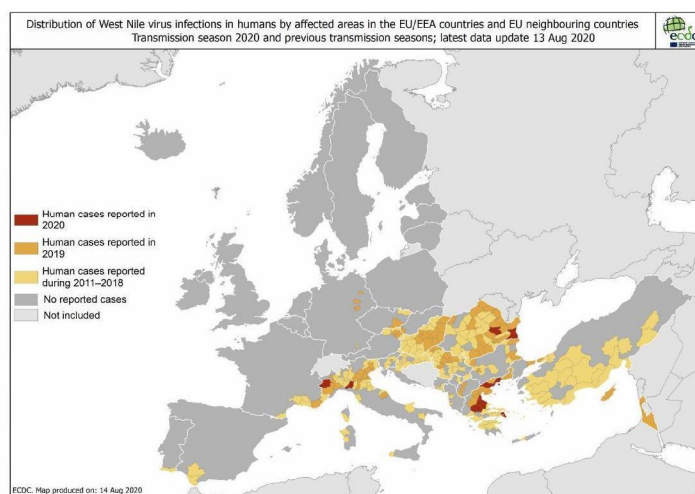 Distribution of West Nile virus infections in humans by affected areas in the EU/EEA countries and EU neighbouring countries
Transmission season 2020 and previous transmission seasons; latest data update 13 Aug 2020
ecdc
Human cases reported in
2020
Human cases reported in
2019
Human cases reported
during 2011–2018
No reported cases
Not included
ECDC. Map produced on: 14 Aug 2020